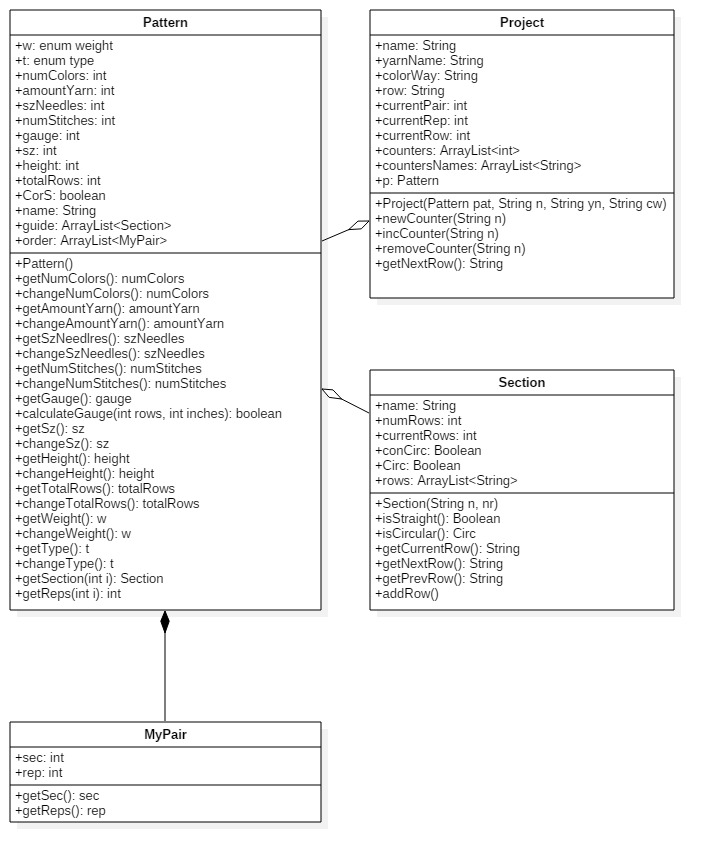 Pattern
+w: enum weight
+t: enum type
+numColors: int
+amountYarn: int
+szNeedles: int
+numStitches: int
+gauge: int
+sz: int
+height: int
+totalRows: int
+CorS: boolean
+name: String
+guide: ArrayList<Section>
+order: ArrayList<MyPair>
+Pattern()
+getNumColors(): numColors
+changeNumColors(): numColors
+getAmountYarn(): amountYarn
+changeAmountYarn(): amountYarn
+getSzNeedlres(): szNeedles
+changeSzNeedles(): szNeedles
+getNumStitches(): numStitches
+changeNumStitches(): numStitches
+getGauge(): gauge
+calculateGauge(int rows, int inches): boolean
+getSz(): sz
+changeSz(): sz
+getHeight(): height
+changeHeight(): height
+getTotalRows(): totalRows
+changeTotalRows(): totalRows
+getWeight(): w
+changeWeight(): w
+getType(): t
+changeType(): t
+getSection(int i): Section
+getReps(int i): int
Project
+name: String
+yarnName: String
+colorWay: String
+row: String
+currentPair: int
+currentRep: int
+currentRow: int
+counters: ArrayList<int>
+countersNames: ArrayList<String>
+p: Pattern
+Project(Pattern pat, String n, String yn, String cw)
+newCounter(String n)
+incCounter(String n)
+removeCounter(String n)
+getNextRow(): String
Section
+name: String
+numRows: int
+currentRows: int
+conCirc: Boolean
+Circ: Boolean
+rows: ArrayList<String>
+Section(String n, nr)
+isStraight(): Boolean
+isCircular(): Circ
+getCurrentRow(): String
+getNextRow(): String
+getPrevRow(): String
+addRow()
MyPair
+sec: int
+rep: int
+getSec(): sec
+getReps(): rep